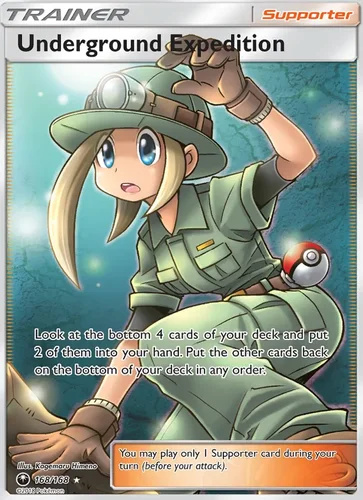 TRAINER
Supporter
Underground Expedition
Look at the bottom 4 cards of your deck and put
2 of them into your hand. Put the other cards back
on the bottom of your deck in any order.
Illus. Kagemaru Himeno
168/168
©2018 Pokémon
You may play only 1 Supporter card during your
turn (before your attack).